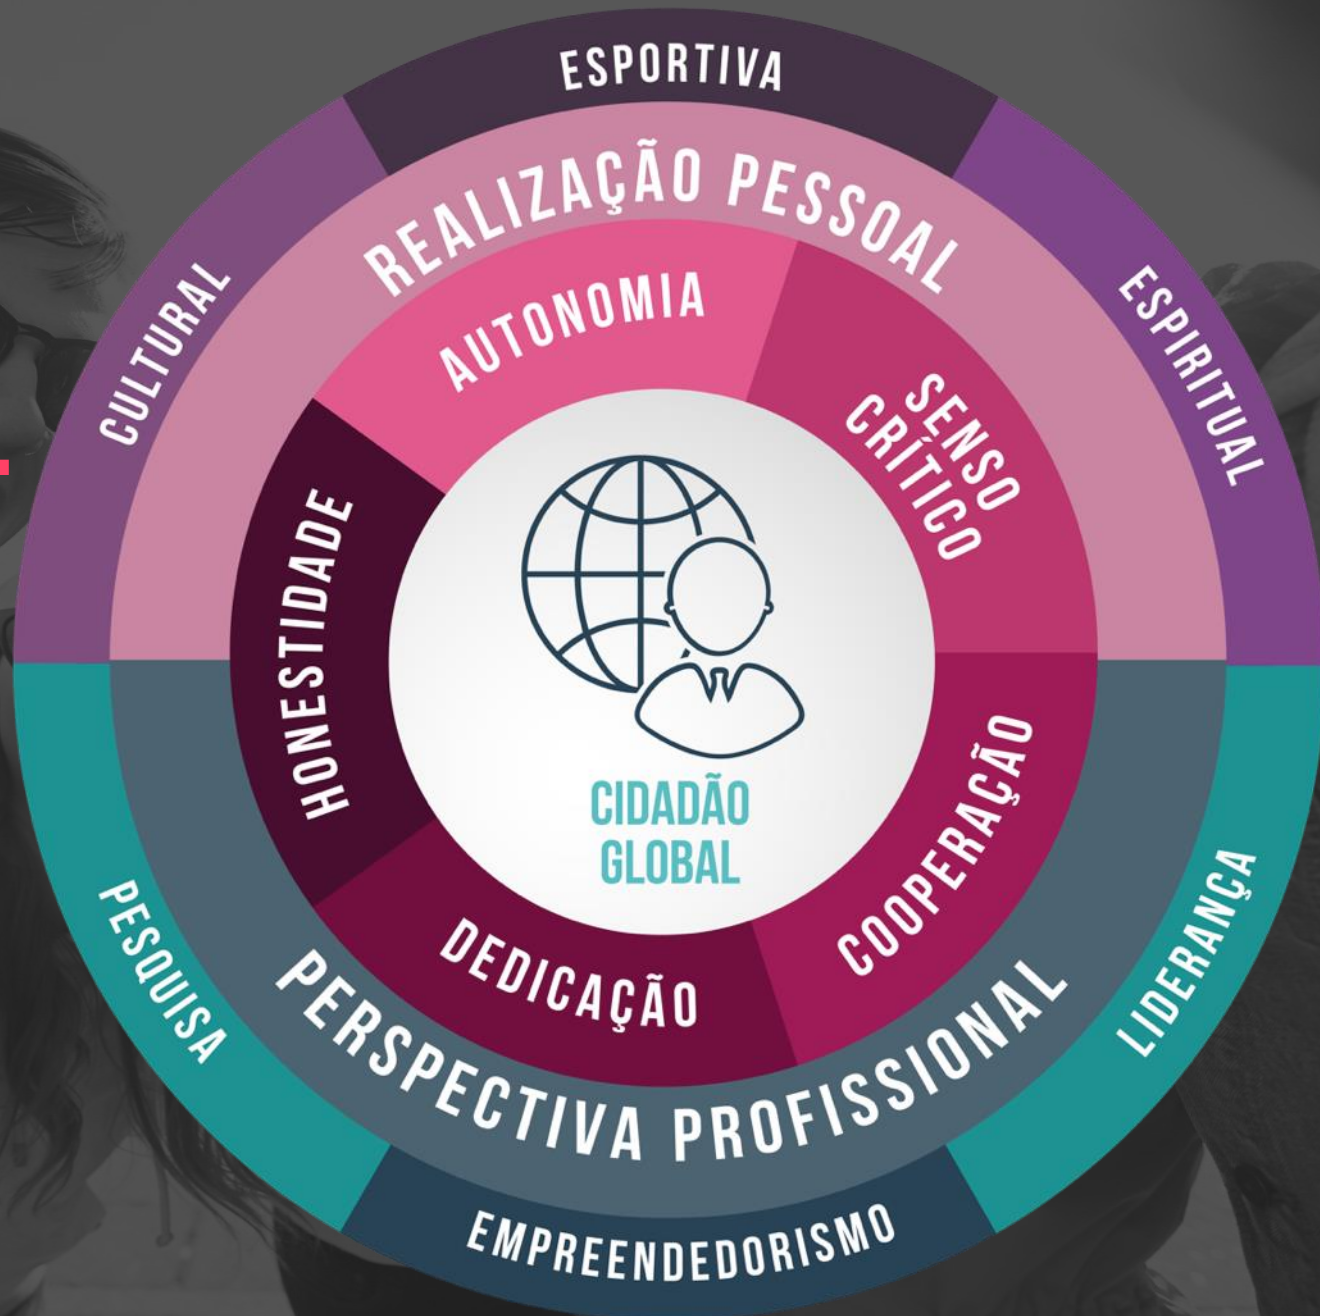 ESPORTIVA
CULTURAL
ESPIRITUAL
REALIZAÇÃO PESSOAL
AUTONOMIA
SENSO
CRÍTICO
HONESTIDADE
COOPERAÇÃO
DEDICAÇÃO
CIDADÃO
GLOBAL
PERSPECTIVA PROFISSIONAL
PESQUISA
LIDERANÇA
EMPREENDEDORISMO